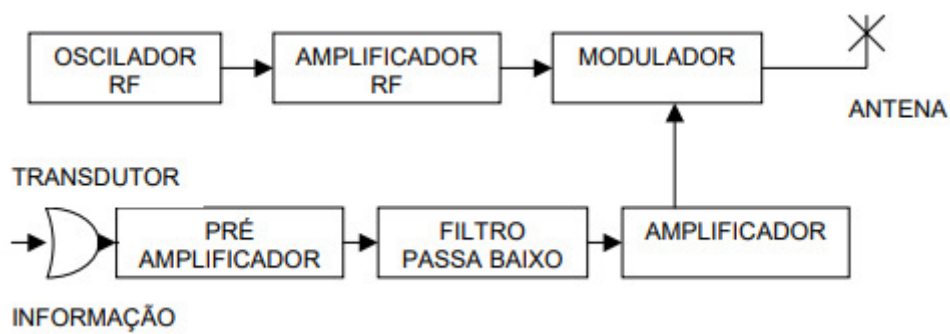 OSCILADOR
RF
AMPLIFICADOR
RF
MODULADOR
ANTENA
TRANSDUTOR
PRÉ
AMPLIFICADOR
FILTRO
PASSA BAIXO
AMPLIFICADOR
INFORMAÇÃO